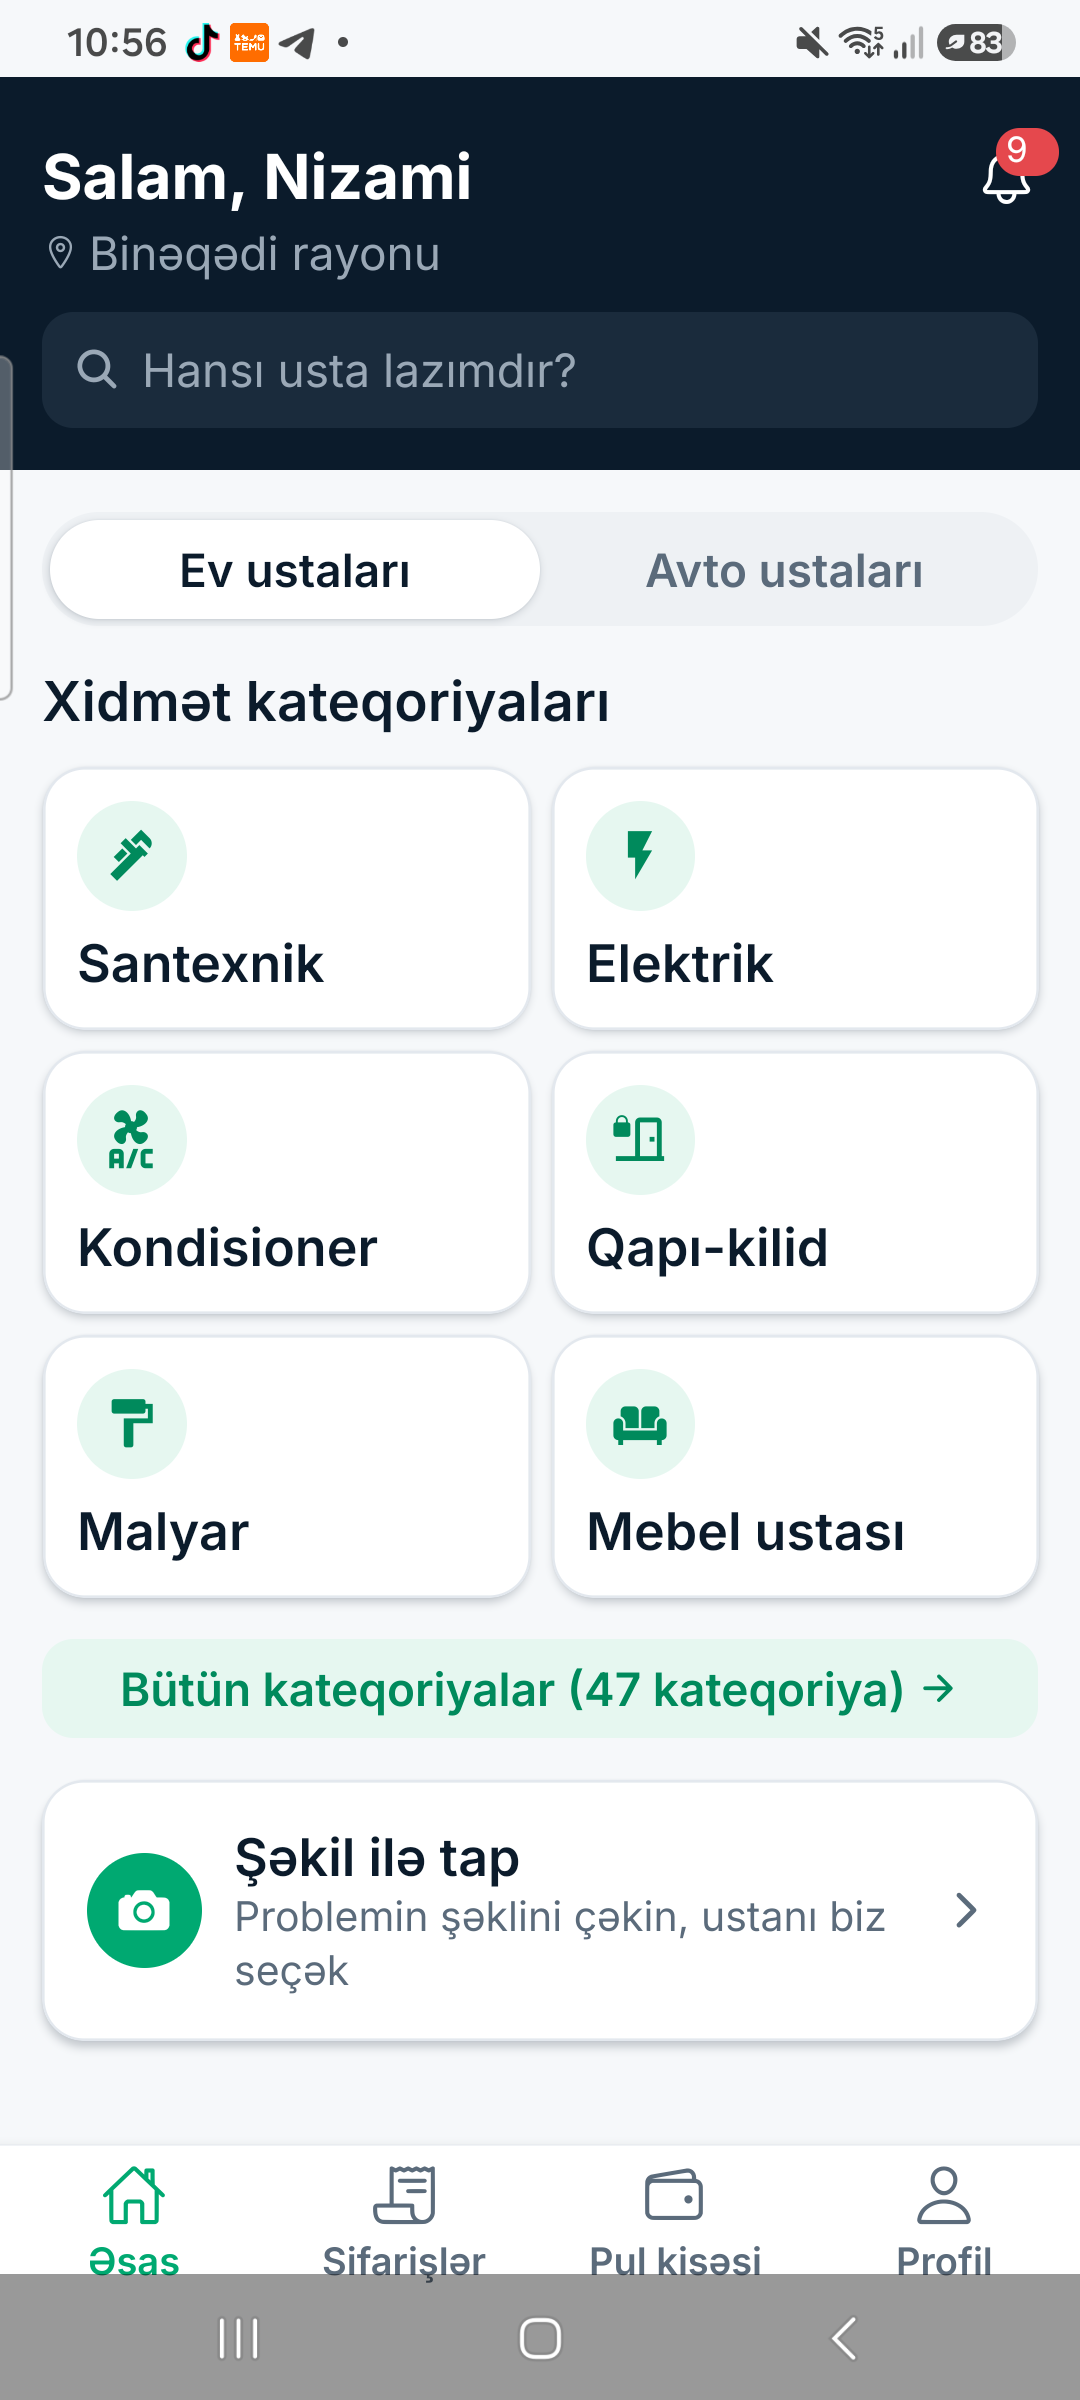 10:56
TEMU
5
83
Salam, Nizami
9
Binəqədi rayonu
Hansı usta lazımdır?
Ev ustaları
Avto ustaları
Xidmət kateqoriyaları
Santexnik
Elektrik
A/C
Kondisioner
Qapı-kilid
Malyar
Mebel ustası
Bütün kateqoriyalar (47 kateqoriya) →
Şəkil ilə tap
Problemin şəklini çəkin, ustanı biz
seçək
Əsas
Sifarişlər
Pul kisəsi
Profil